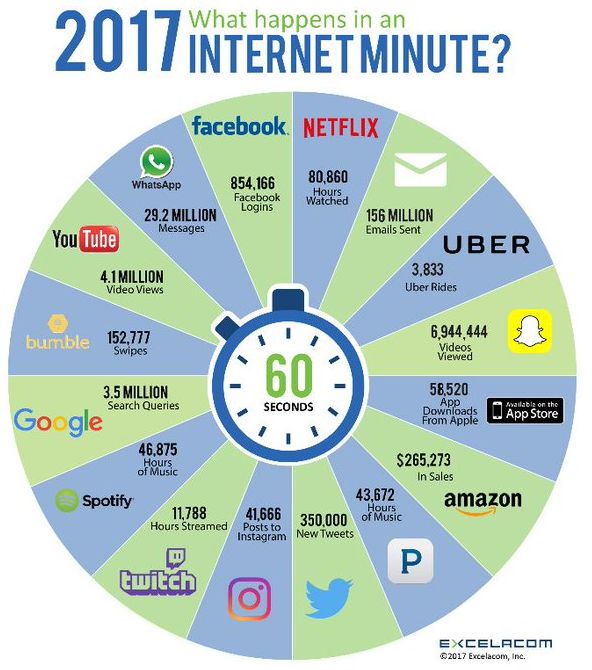 2017 What happens in an
INTERNET MINUTE?
facebook.
854,166
Facebook
Logins
NETFLIX
80,860
Hours
Watched
156 MILLION
Emails Sent
UBER
3,833
Uber Rides
6,944,444
Videos
Viewed
58,520
App
Downloads
From Apple
Available on the
App Store
$265,273
In Sales
amazon
43,672
Hours
of Music
P
350,000
New Tweets
41,666
Posts to
Instagram
11,788
Hours Streamed
twitch
46,875
Hours
of Music
Spotify
3.5 MILLION
Search Queries
Google
152,777
Swipes
bumble
4.1 MILLION
Video Views
YouTube
WhatsApp
29.2 MILLION
Messages
60
SECONDS
EXCELACOM
©2017 Excelacom, Inc.